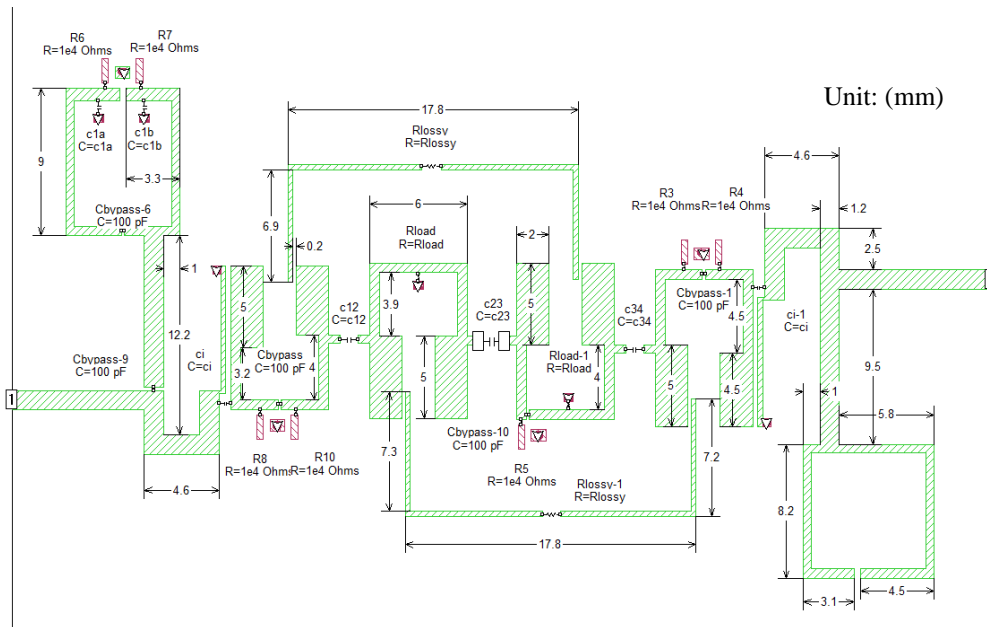 R6
R=1e4 Ohms
R7
R=1e4 Ohms
Unit: (mm)
17.8
4.6
c1a
C=c1a
c1b
C=c1b
Rlossy
R=Rlossy
9
3.3
R3
R=1e4 Ohms
R4
R=1e4 Ohms
1.2
Cbypass-6
C=100 pF
6
Rload
R=Rload
2
2.5
6.9
0.2
1
Cbypass-1
C=100 pF
ci-1
C=ci
5
12.2
c12
C=c12
3.9
c23
C=c23
5
c34
C=c34
4.5
ci
C=ci
Cbypass-9
C=100 pF
Cbypass
C=100 pF
3.2
4
5
Rload-1
R=Rload
4
5
4.5
9.5
1
1
5.8
Cbypass-10
C=100 pF
R8
R=1e4 Ohms
R10
R=1e4 Ohms
4.6
7.3
R5
R=1e4 Ohms
Rlossy-1
R=Rlossy
7.2
8.2
17.8
3.1
4.5